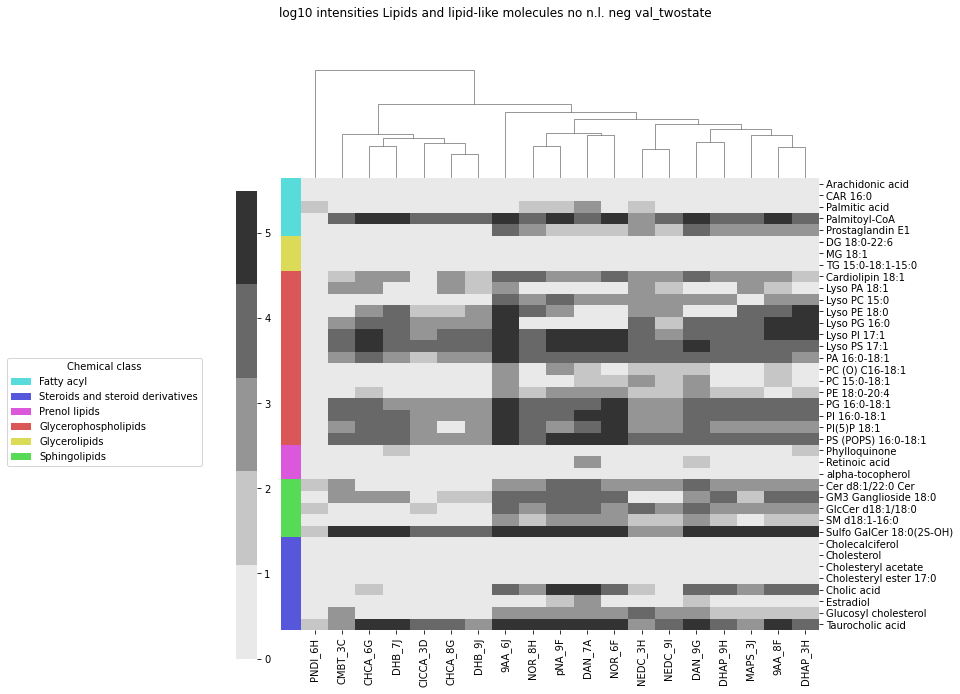 log10 intensities Lipids and lipid-like molecules no n.l. neg val_twostate
Arachidonic acid
CAR 16:0
Palmitic acid
Palmitoyl-CoA
Prostaglandin E1
DG 18:0-22:6
MG 18:1
TG 15:0-18:1-15:0
Cardiolipin 18:1
Lyso PA 18:1
Lyso PC 15:0
Lyso PE 18:0
Lyso PG 16:0
Lyso PI 17:1
Lyso PS 17:1
PA 16:0-18:1
PC (O) C16-18:1
PC 15:0-18:1
PE 18:0-20:4
PG 16:0-18:1
PI 16:0-18:1
PI(5)P 18:1
PS (POPS) 16:0-18:1
Phylloquinone
Retinoic acid
alpha-tocopherol
Cer d8:1/22:0 Cer
GM3 Ganglioside 18:0
GlcCer d18:1/18:0
SM d18:1-16:0
Sulfo GalCer 18:0(2S-OH)
Cholecalciferol
Cholesterol
Cholesteryl acetate
Cholesteryl ester 17:0
Cholic acid
Estradiol
Glucosyl cholesterol
Taurocholic acid
5
4
3
2
1
0
Chemical class
Fatty acyl
Steroids and steroid derivatives
Prenol lipids
Glycerophospholipids
Glycerolipids
Sphingolipids
PNDI_6H
CMBT_3C
CHCA_6G
DHB_7J
ClCCA_3D
CHCA_8G
DHB_9J
9AA_6J
NOR_8H
pNA_9F
DAN_7A
NOR_6F
NEDC_3H
NEDC_9I
DAN_9G
DHAP_9H
MAPS_3J
9AA_8F
DHAP_3H